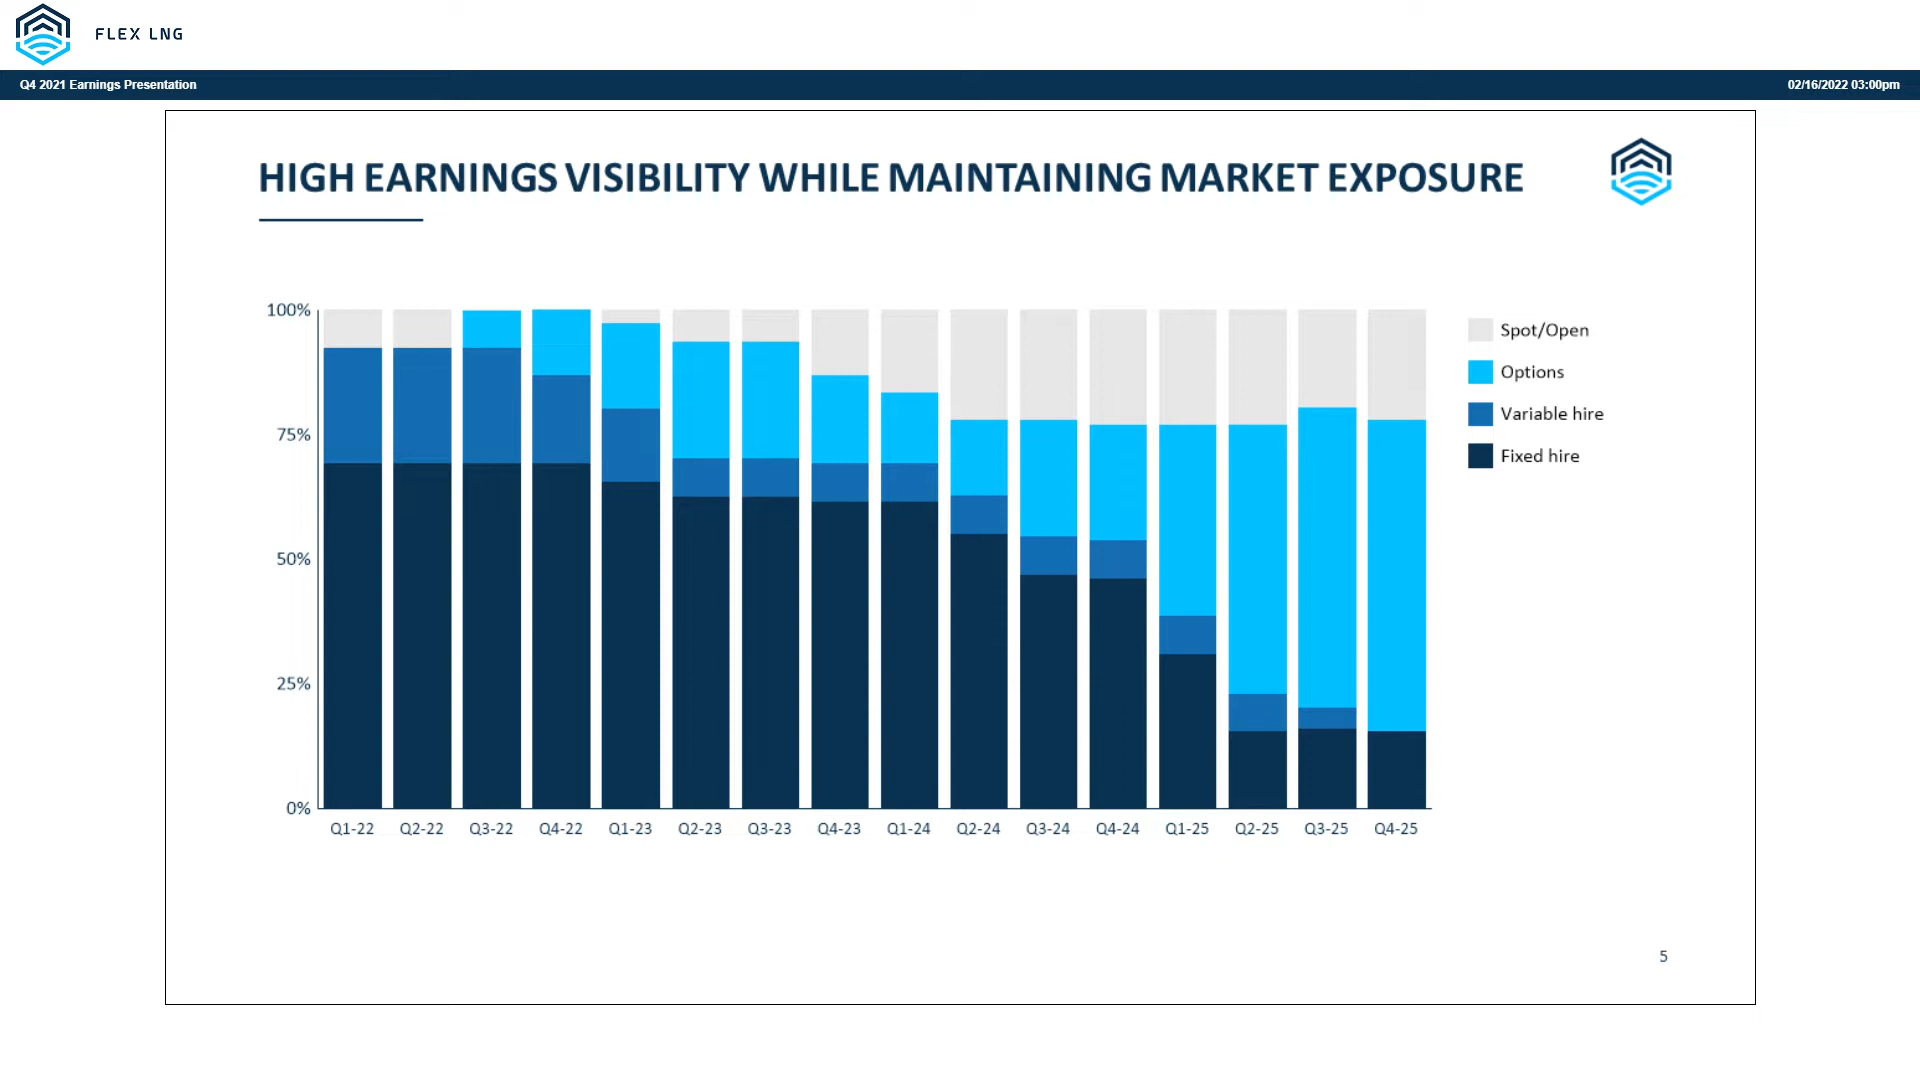 FLEX LNG
Q4 2021 Earnings Presentation
02/16/2022 03:00pm
HIGH EARNINGS VISIBILITY WHILE MAINTAINING MARKET EXPOSURE
100%
75%
50%
25%
0%
Q1-22 Q2-22 Q3-22 Q4-22 Q1-23 Q2-23 Q3-23 Q4-23 Q1-24 Q2-24 Q3-24 Q4-24 Q1-25 Q2-25 Q3-25 Q4-25
Spot/Open
Options
Variable hire
Fixed hire
5